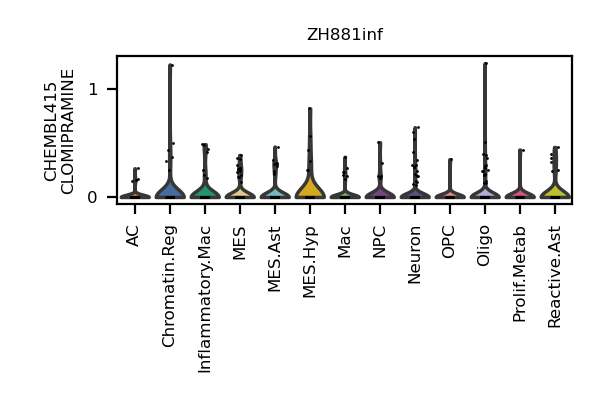 ZH881inf
CHEMBL415
CLOMIPRAMINE
1
0
AC
Chromatin.Reg
Inflammatory.Mac
MES
MES.Ast
MES.Hyp
Mac
NPC
Neuron
OPC
Oligo
Prolif.Metab
Reactive.Ast